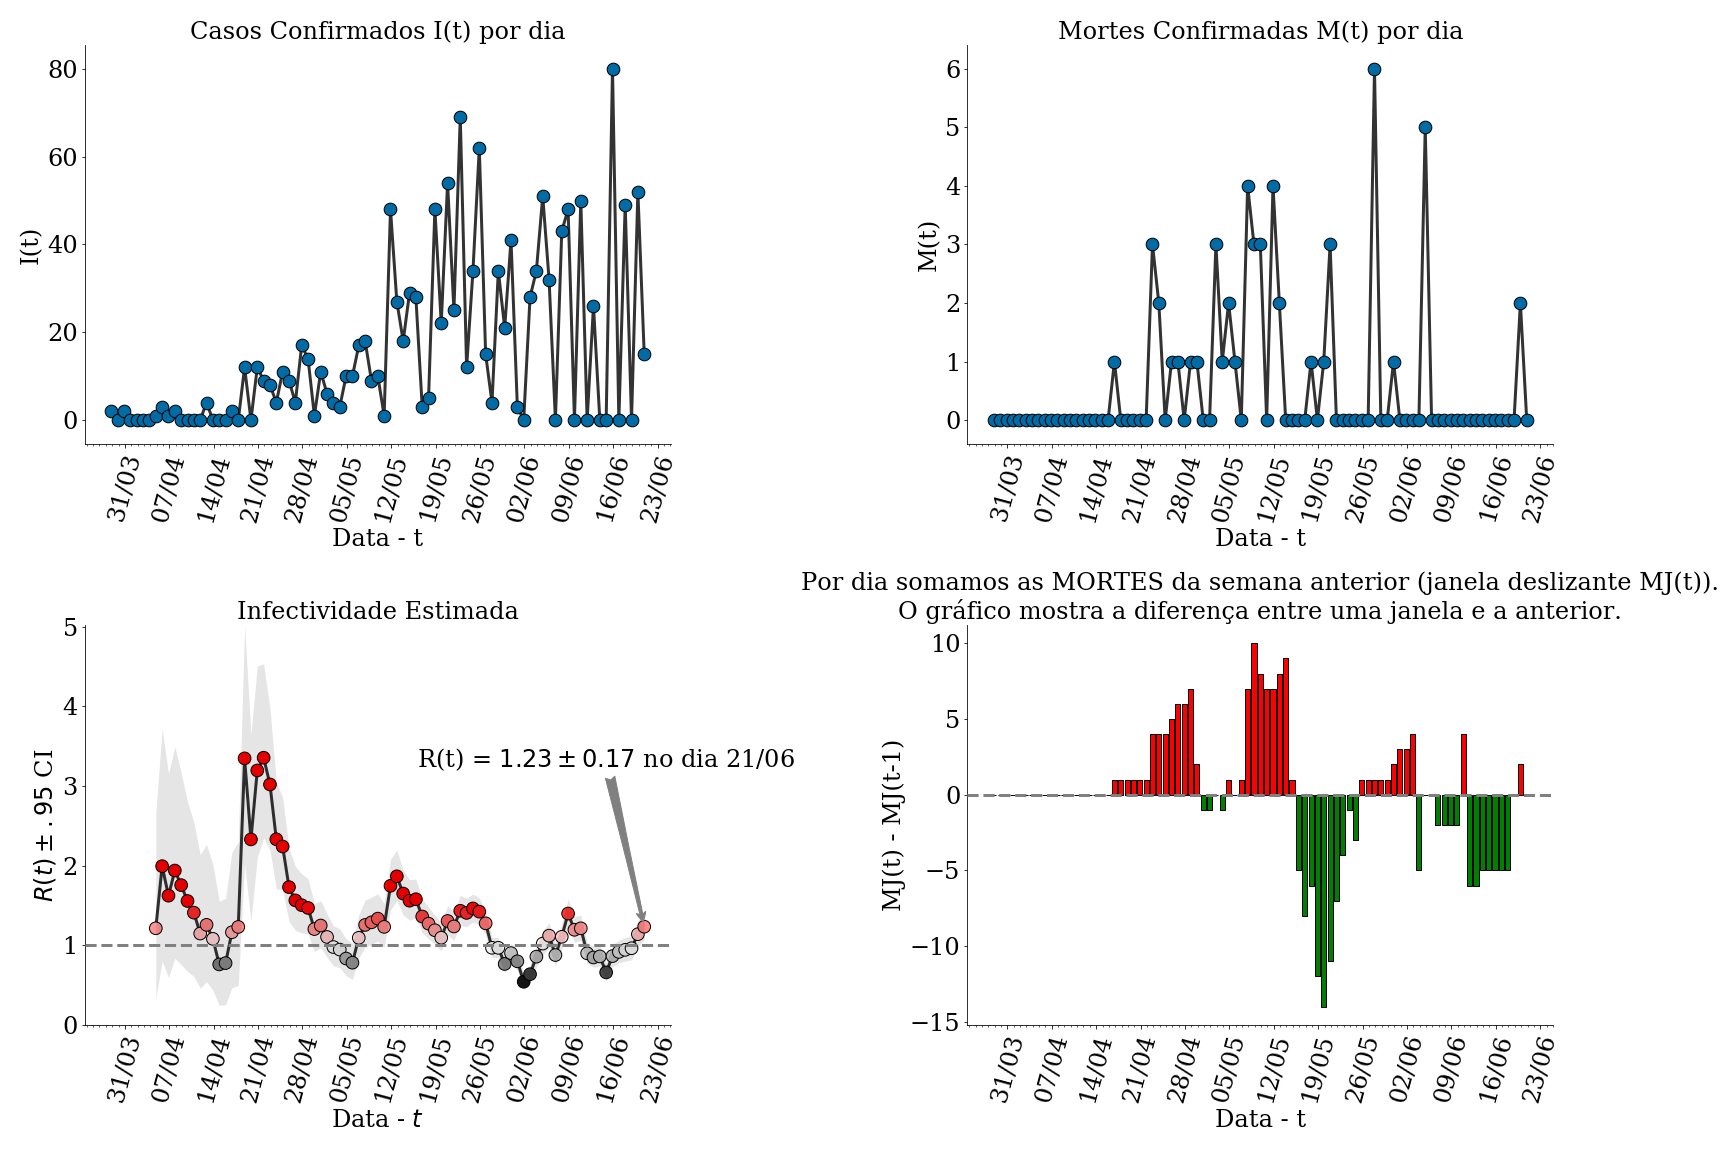 Casos Confirmados I(t) por dia
80
60
40
20
0
I(t)
31/03 07/04 14/04 21/04 28/04 05/05 12/05 19/05 26/05 02/06 09/06 16/06 23/06
Data - t
Mortes Confirmadas M(t) por dia
6
5
4
3
2
1
0
M(t)
31/03 07/04 14/04 21/04 28/04 05/05 12/05 19/05 26/05 02/06 09/06 16/06 23/06
Data - t
Infectividade Estimada
5
4
3
2
1
0
R(t) ± .95 CI
R(t) = 1.23 ± 0.17 no dia 21/06
31/03 07/04 14/04 21/04 28/04 05/05 12/05 19/05 26/05 02/06 09/06 16/06 23/06
Data - t
Por dia somamos as MORTES da semana anterior (janela deslizante MJ(t)).
O gráfico mostra a diferença entre uma janela e a anterior.
10
5
0
−5
−10
−15
MJ(t) - MJ(t-1)
31/03 07/04 14/04 21/04 28/04 05/05 12/05 19/05 26/05 02/06 09/06 16/06 23/06
Data - t